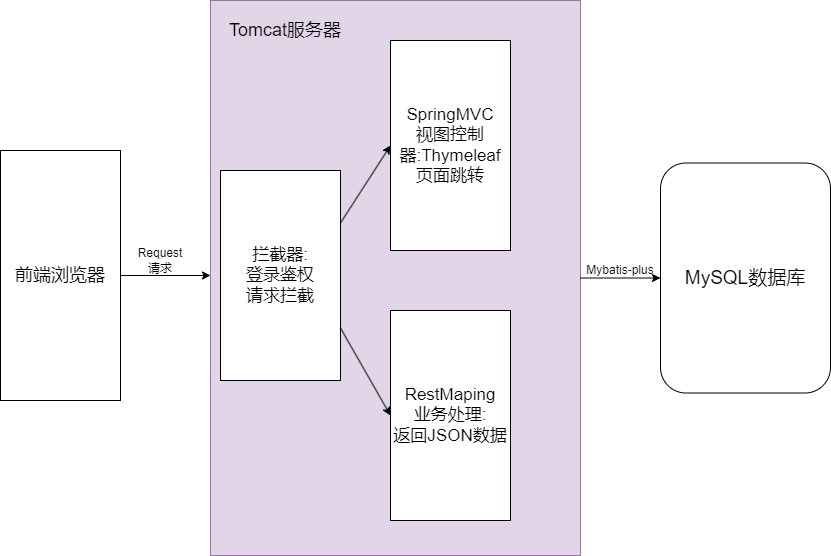 Tomcat服务器
SpringMVC
视图控制
器:Thymeleaf
页面跳转
前端浏览器
Request
请求
拦截器:
登录鉴权
请求拦截
Mybatis-plus
MySQL数据库
RestMaping
业务处理:
返回JSON数据